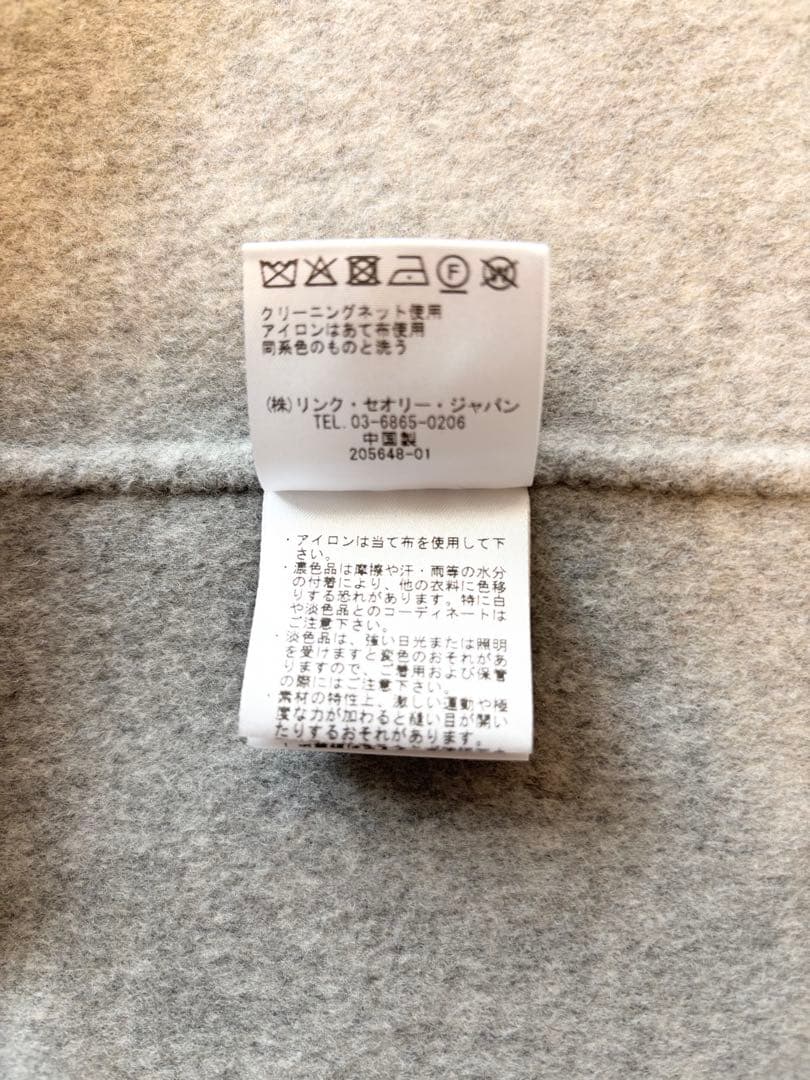 F
W
クリーニングネット使用
アイロンはあて布使用
同系色のものと洗う
(株)リンク・セオリー・ジャパン
TEL. 03-6865-0206
中国製
205648-01
・アイロンは当て布を使用して下
さい。
・濃色品は摩擦や汗・雨等の水分
の付着により、他の衣料に色移
りする恐れがあります。特に白
や淡色品とのコーディネートは
ご注意下さい。
・淡色品は、強い日光または照明
を受けますと変色のおそれがあ
りますので、ご着用および保管
の際にはご注意下さい。
・素材の特性上、激しい運動や極
度な力が加わると縫い目が開い
たりするおそれがあります。